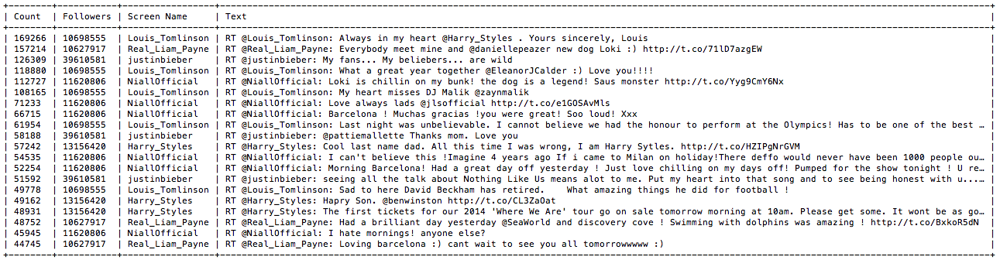 | Count | Followers | Screen Name | Text |
| 169266 | 10698555 | Louis_Tomlinson | RT @Louis_Tomlinson: Always in my heart @Harry_Styles . Yours sincerely, Louis |
| 157214 | 10627917 | Real_Liam_Payne | RT @Real_Liam_Payne: Everybody meet mine and @daniellepeazer new dog Loki :) http://t.co/71lD7azgEW |
| 126309 | 39610581 | justinbieber | RT @justinbieber: My fans... My beliebers... are wild |
| 118880 | 10698555 | Louis_Tomlinson | RT @Louis_Tomlinson: What a great year together @EleanorJCalder :) Love you!!!! |
| 112727 | 11620806 | NiallOfficial | RT @NiallOfficial: Loki is chillin on my bunk! the dog is a legend! Saus monster http://t.co/Yyg9CmY6Nx |
| 108165 | 10698555 | Louis_Tomlinson | RT @Louis_Tomlinson: My heart misses DJ Malik @zaynmalik |
| 71233 | 11620806 | NiallOfficial | RT @NiallOfficial: Love always lads @jlsofficial http://t.co/e1GOSAvMls |
| 66715 | 11620806 | NiallOfficial | RT @NiallOfficial: Barcelona ! Muchas gracias !you were great! Soo loud! Xxx |
| 61954 | 10698555 | Louis_Tomlinson | RT @Louis_Tomlinson: Last night was unbelievable. I cannot believe we had the honour to perform at the Olympics! Has to be one of the best … |
| 58188 | 39610581 | justinbieber | RT @justinbieber: @pattiemallette Thanks mom. Love you |
| 57242 | 13156420 | Harry_Styles | RT @Harry_Styles: Cool last name dad. All this time I was wrong, I am Harry Sytles. http://t.co/HZIPgNrGVM |
| 54535 | 11620806 | NiallOfficial | RT @NiallOfficial: I can't believe this !Imagine 4 years ago If i came to Milan on holiday!There deffo would never have been 1000 people ou… |
| 52254 | 11620806 | NiallOfficial | RT @NiallOfficial: Morning Barcelona! Had a great day off yesterday ! Just love chilling on my days off! Pumped for the show tonight ! U re… |
| 51592 | 39610581 | justinbieber | RT @justinbieber: seeing all the talk about Nothing Like Us means alot to me. Put my heart into that song and to see being honest with u...… |
| 49778 | 10698555 | Louis_Tomlinson | RT @Louis_Tomlinson: Sad to here David Beckham has retired.    What amazing things he did for football ! |
| 49162 | 13156420 | Harry_Styles | RT @Harry_Styles: Hapry Son. @benwinston http://t.co/CL3ZaOat |
| 48931 | 13156420 | Harry_Styles | RT @Harry_Styles: The first tickets for our 2014 'Where We Are' tour go on sale tomorrow morning at 10am. Please get some. It wont be as go… |
| 48752 | 10627917 | Real_Liam_Payne | RT @Real_Liam_Payne: Had a brilliant day yesterday @SeaWorld and discovery cove ! Swimming with dolphins was amazing ! http://t.co/BxkoR5dN |
| 45945 | 11620806 | NiallOfficial | RT @NiallOfficial: I hate mornings! anyone else? |
| 44745 | 10627917 | Real_Liam_Payne | RT @Real_Liam_Payne: Loving barcelona :) cant wait to see you all tomorrowwwww :) |